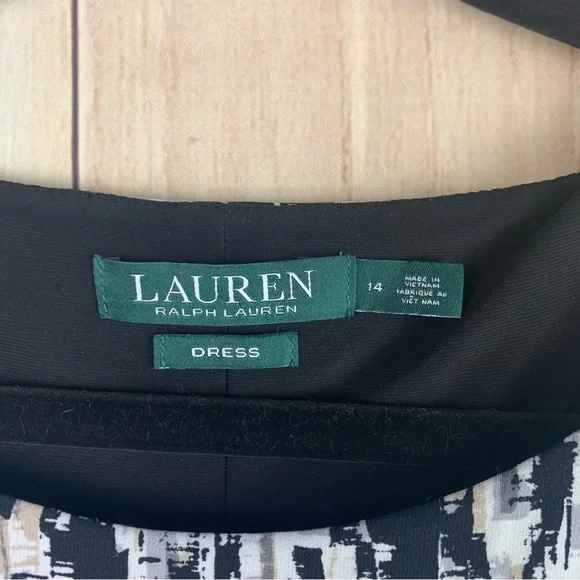 LAUREN
RALPH LAUREN
14
MADE IN
VIETNAM
FABRIQUE AU
VIÊT NAM
DRESS